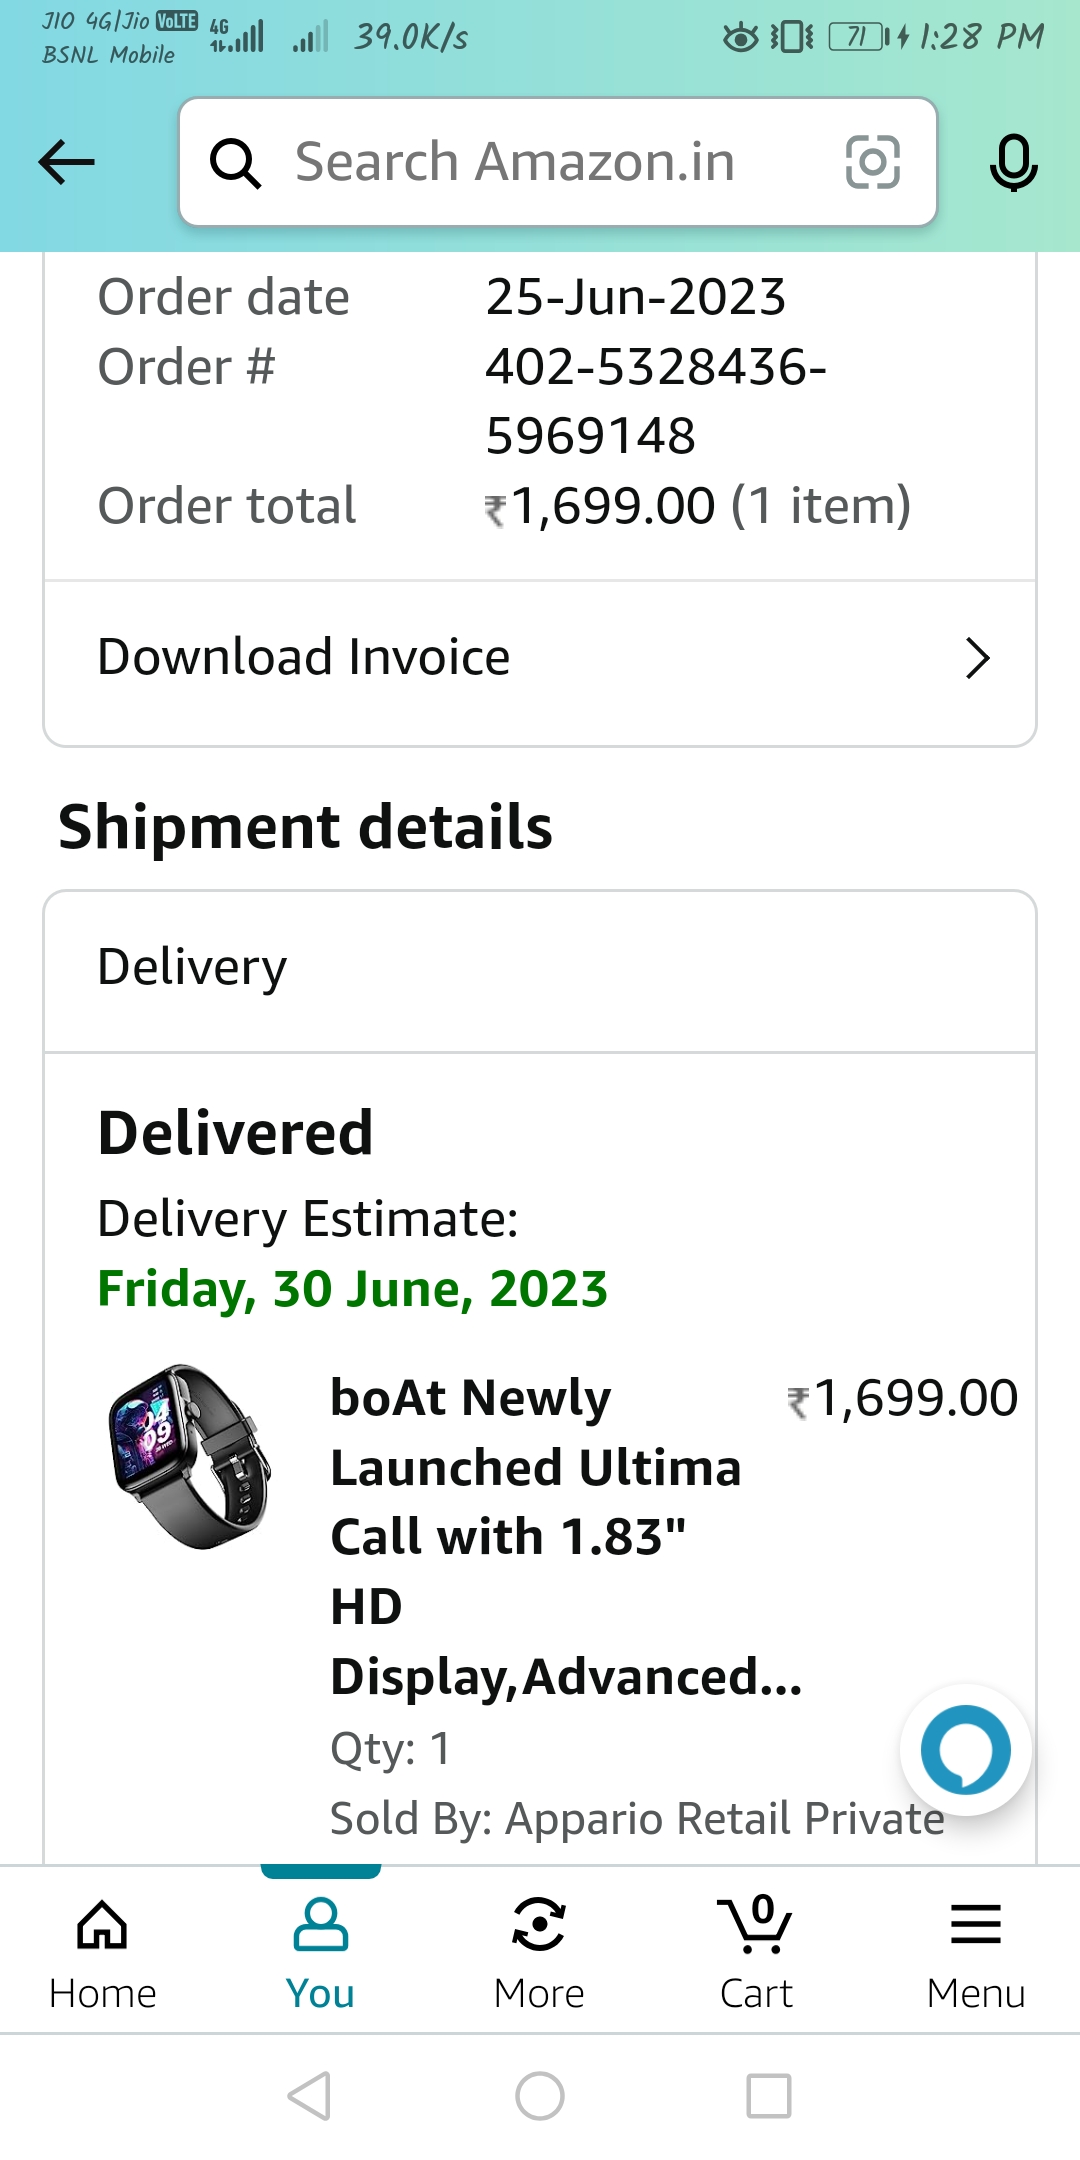 JIO 4G|Jio VoLTE 4G 39.0K/s 71 1:28 PM
BSNL Mobile
Search Amazon.in
Order date 25-Jun-2023
Order # 402-5328436-
5969148
Order total ₹1,699.00 (1 item)
Download Invoice
Shipment details
Delivery
Delivered
Delivery Estimate:
Friday, 30 June, 2023
boAt Newly ₹1,699.00
Launched Ultima
Call with 1.83"
HD
Display,Advanced...
Qty: 1
Sold By: Appario Retail Private
0
Home You More Cart Menu